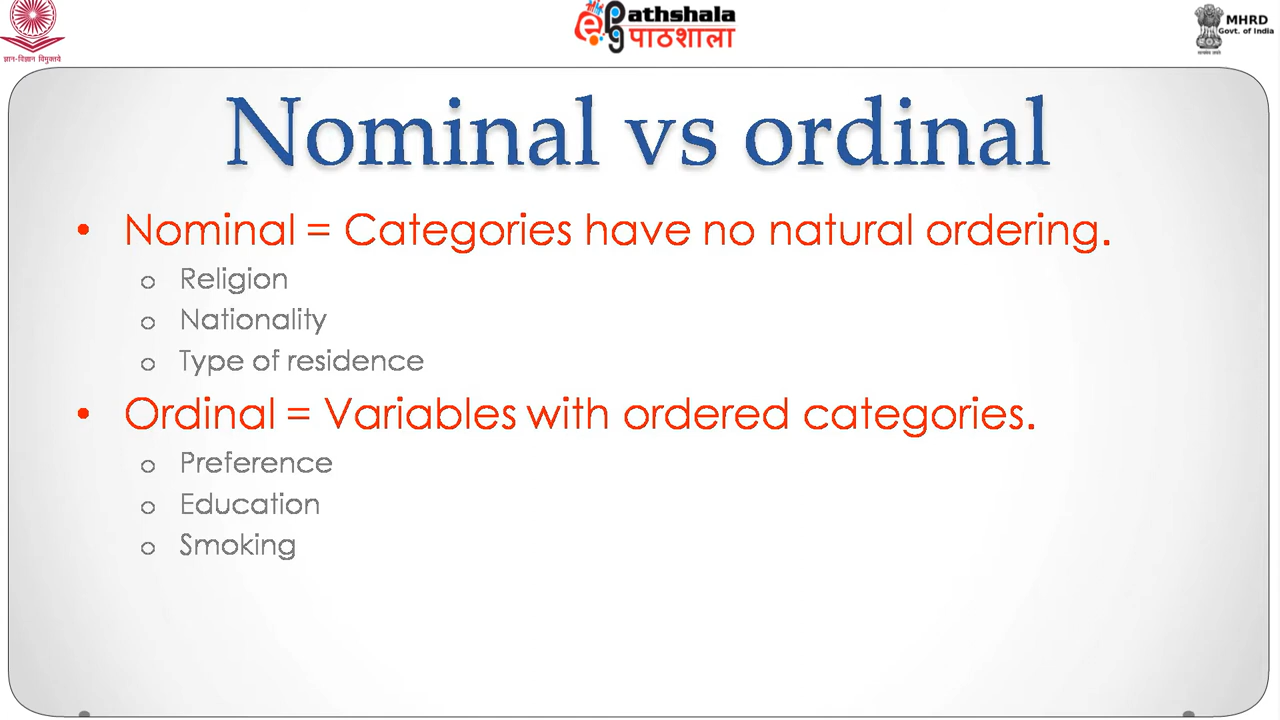 ज्ञान-विज्ञान विमुक्तये
Pathshala
पाठशाला
MHRD
Govt. of India
Nominal vs ordinal
• Nominal = Categories have no natural ordering.
o Religion
o Nationality
o Type of residence
• Ordinal = Variables with ordered categories.
o Preference
o Education
o Smoking